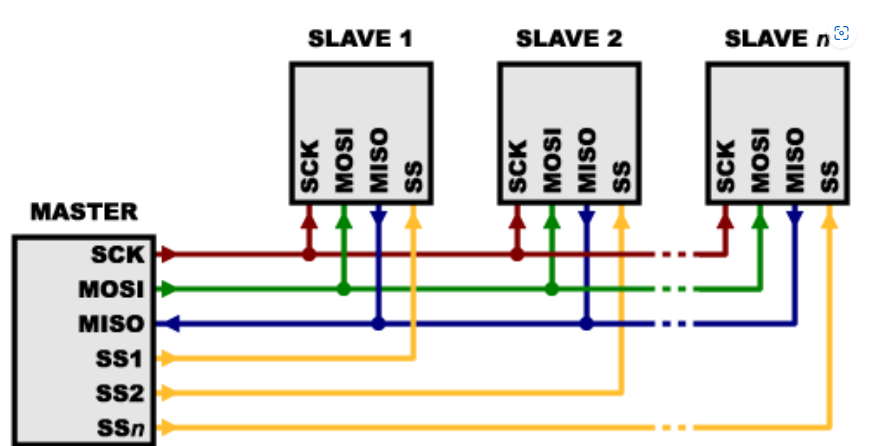 SLAVE 1
SLAVE 2
SLAVE n
SCK
MOSI
MISO
SS
SCK
MOSI
MISO
SS
SCK
MOSI
MISO
SS
MASTER
SCK
MOSI
MISO
SS1
SS2
SSn